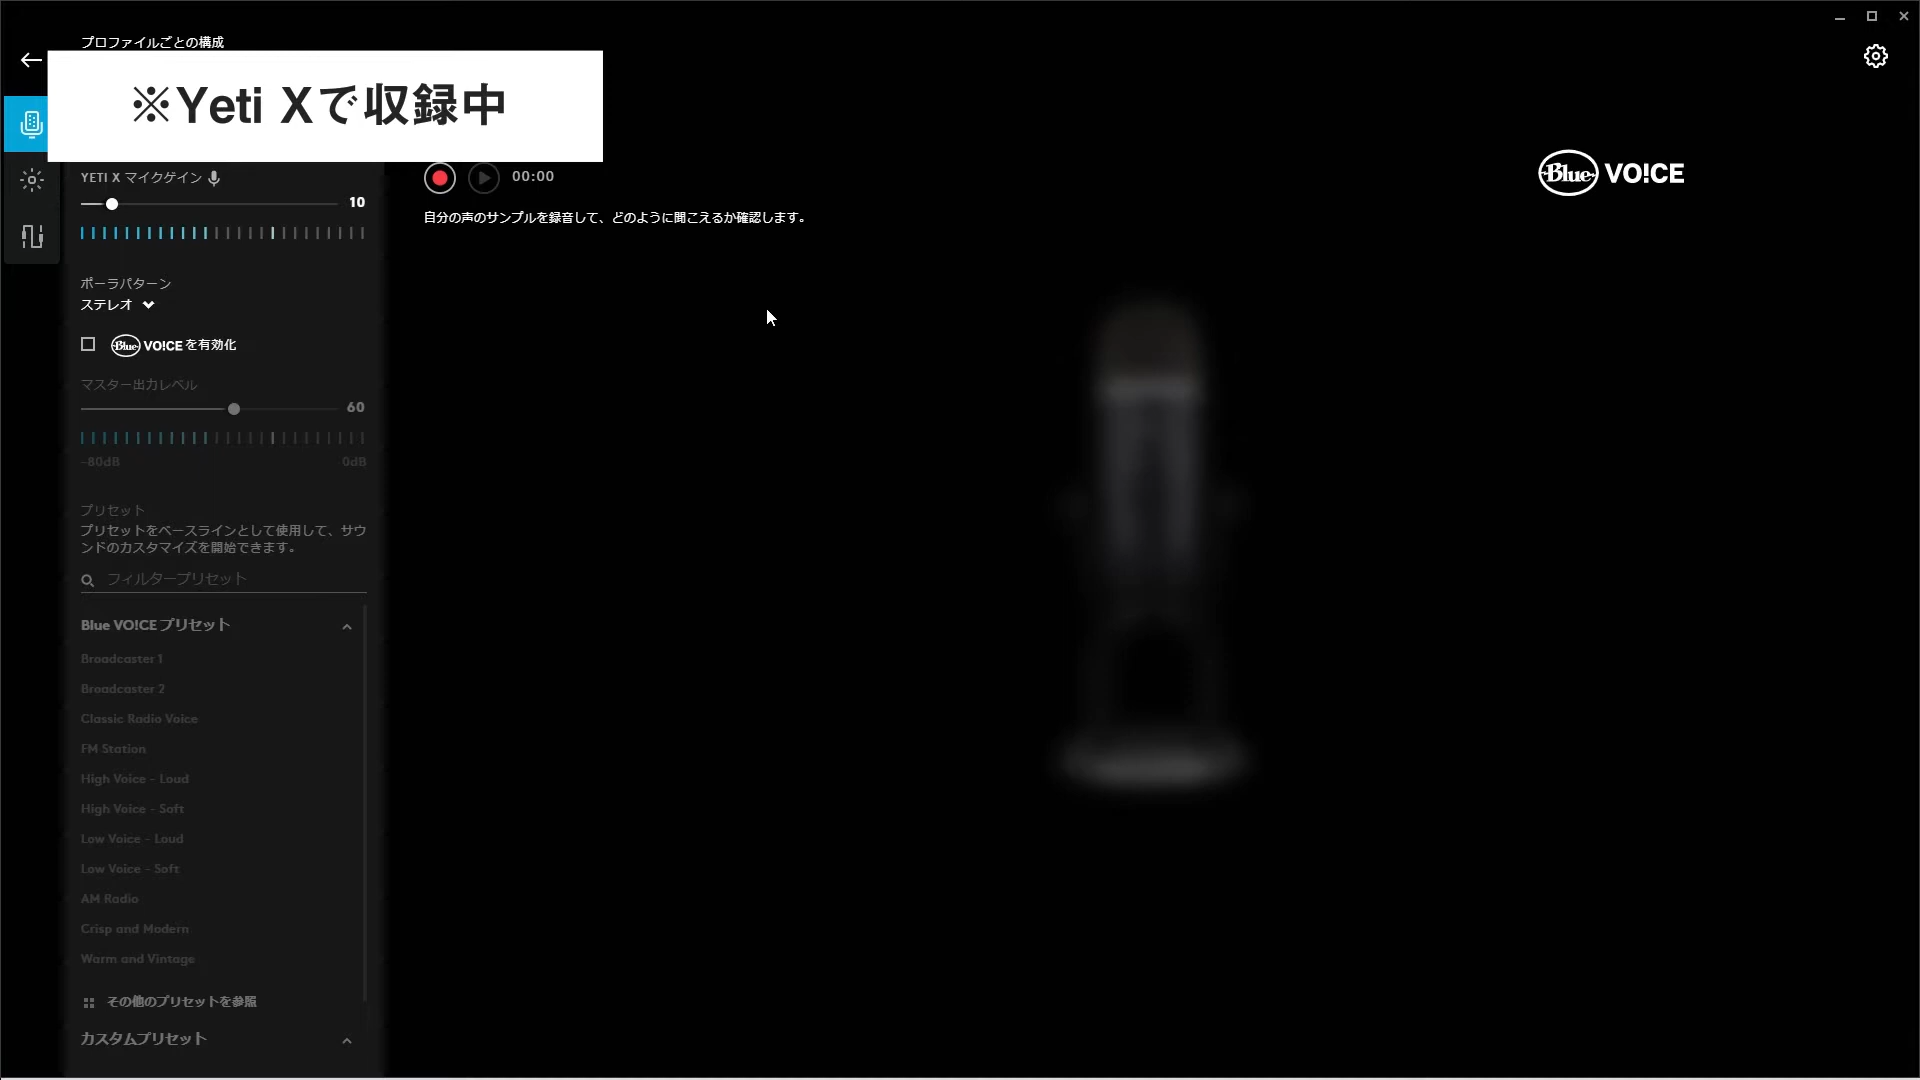 プロファイルごとの構成
※Yeti Xで収録中
YETI X マイクゲイン
10
ポーラパターン
ステレオ
Blue VO!CE を有効化
マスター出力レベル
60
-80dB
0dB
プリセット
プリセットをベースラインとして使用して、サウ
ンドのカスタマイズを開始できます。
フィルタープリセット
Blue VO!CE プリセット
Broadcaster 1
Broadcaster 2
Classic Radio Voice
FM Station
High Voice - Loud
High Voice - Soft
Low Voice - Loud
Low Voice - Soft
AM Radio
Crisp and Modern
Warm and Vintage
その他のプリセットを参照
カスタムプリセット
00:00
自分の声のサンプルを録音して、どのように聞こえるか確認します。
Blue VO!CE